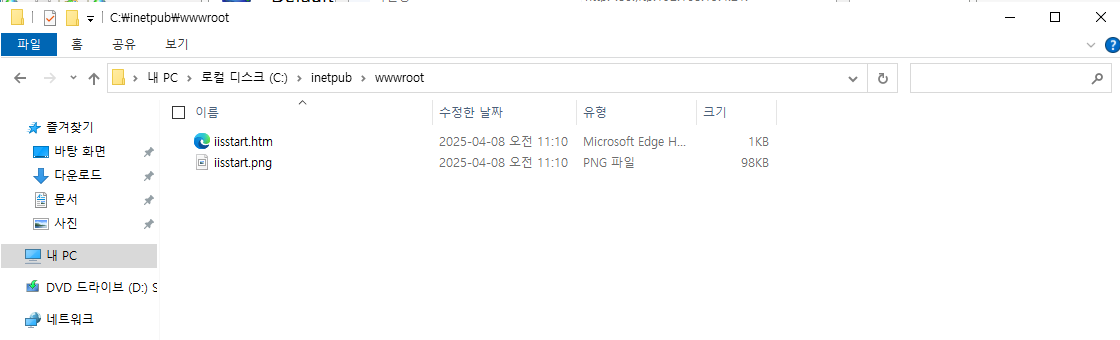 C:₩inetpub₩wwwroot
파일 홈 공유 보기
내 PC 로컬 디스크 (C:) inetpub wwwroot
이름 수정한 날짜 유형 크기
iisstart.htm 2025-04-08 오전 11:10 Microsoft Edge H... 1KB
iisstart.png 2025-04-08 오전 11:10 PNG 파일 98KB
즐겨찾기
바탕 화면
다운로드
문서
사진
내 PC
DVD 드라이브 (D:) S
네트워크